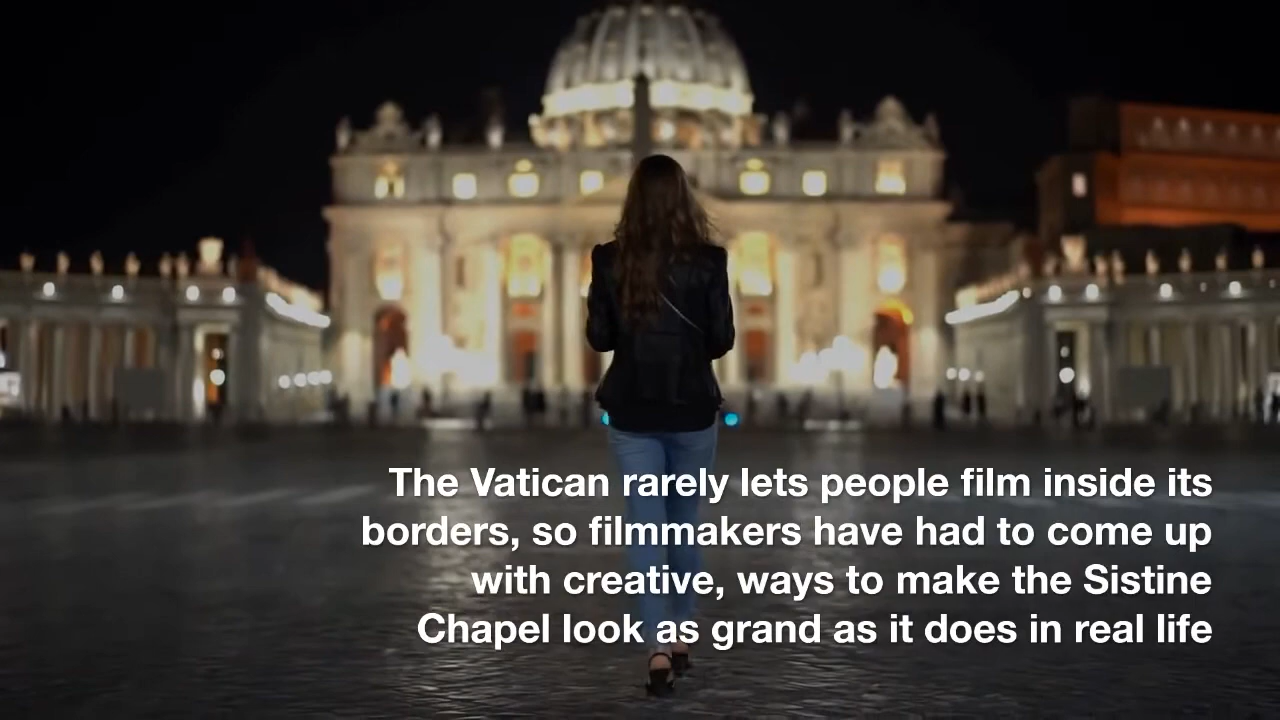 The Vatican rarely lets people film inside its
borders, so filmmakers have had to come up
with creative, ways to make the Sistine
Chapel look as grand as it does in real life